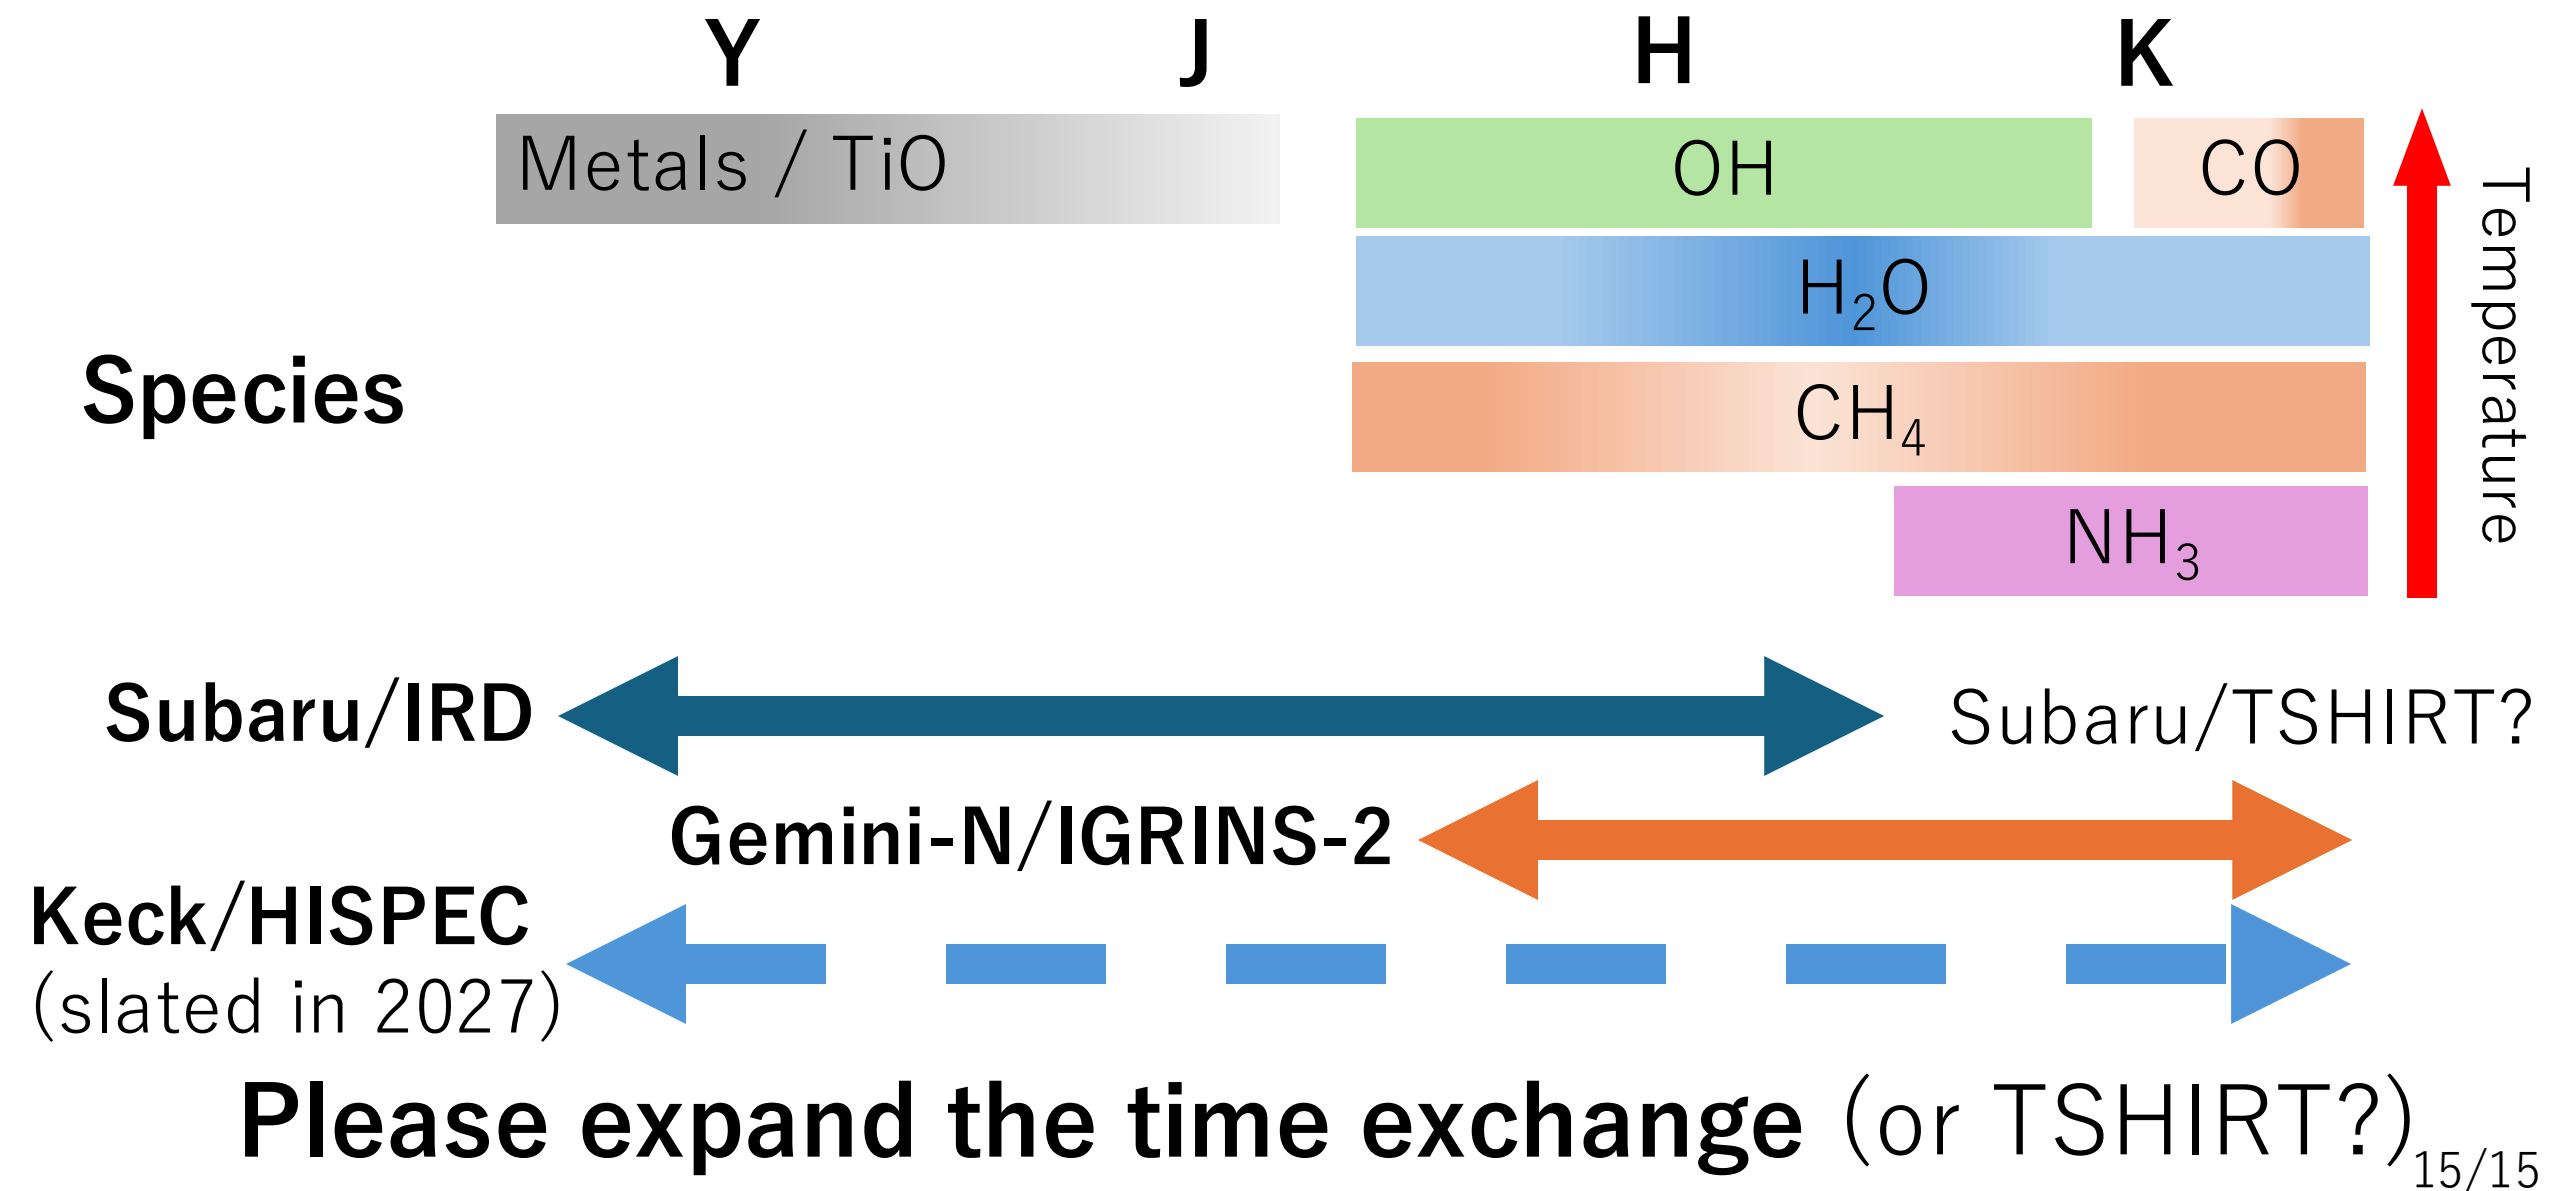 Y J H K
Metals / TiO
OH
CO
H₂O
CH₄
NH₃
Temperature
Species
Subaru/IRD
Subaru/TSHIRT?
Gemini-N/IGRINS-2
Keck/HISPEC
(slated in 2027)
Please expand the time exchange (or TSHIRT?)
15/15